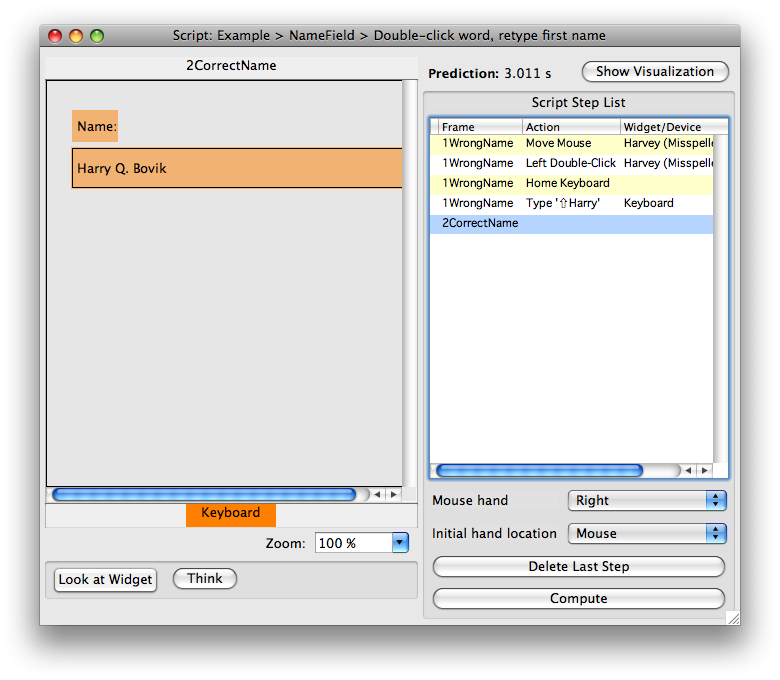 Script: Example > NameField > Double-click word, retype first name
2CorrectName
Name:
Harry Q. Bovik
Keyboard
Zoom: 100 %
Look at Widget Think
Prediction: 3.011 s Show Visualization
Script Step List
Frame Action Widget/Device
1WrongName Move Mouse Harvey (Misspelle
1WrongName Left Double-Click Harvey (Misspelle
1WrongName Home Keyboard
1WrongName Type '⇧Harry' Keyboard
2CorrectName
Mouse hand Right
Initial hand location Mouse
Delete Last Step
Compute